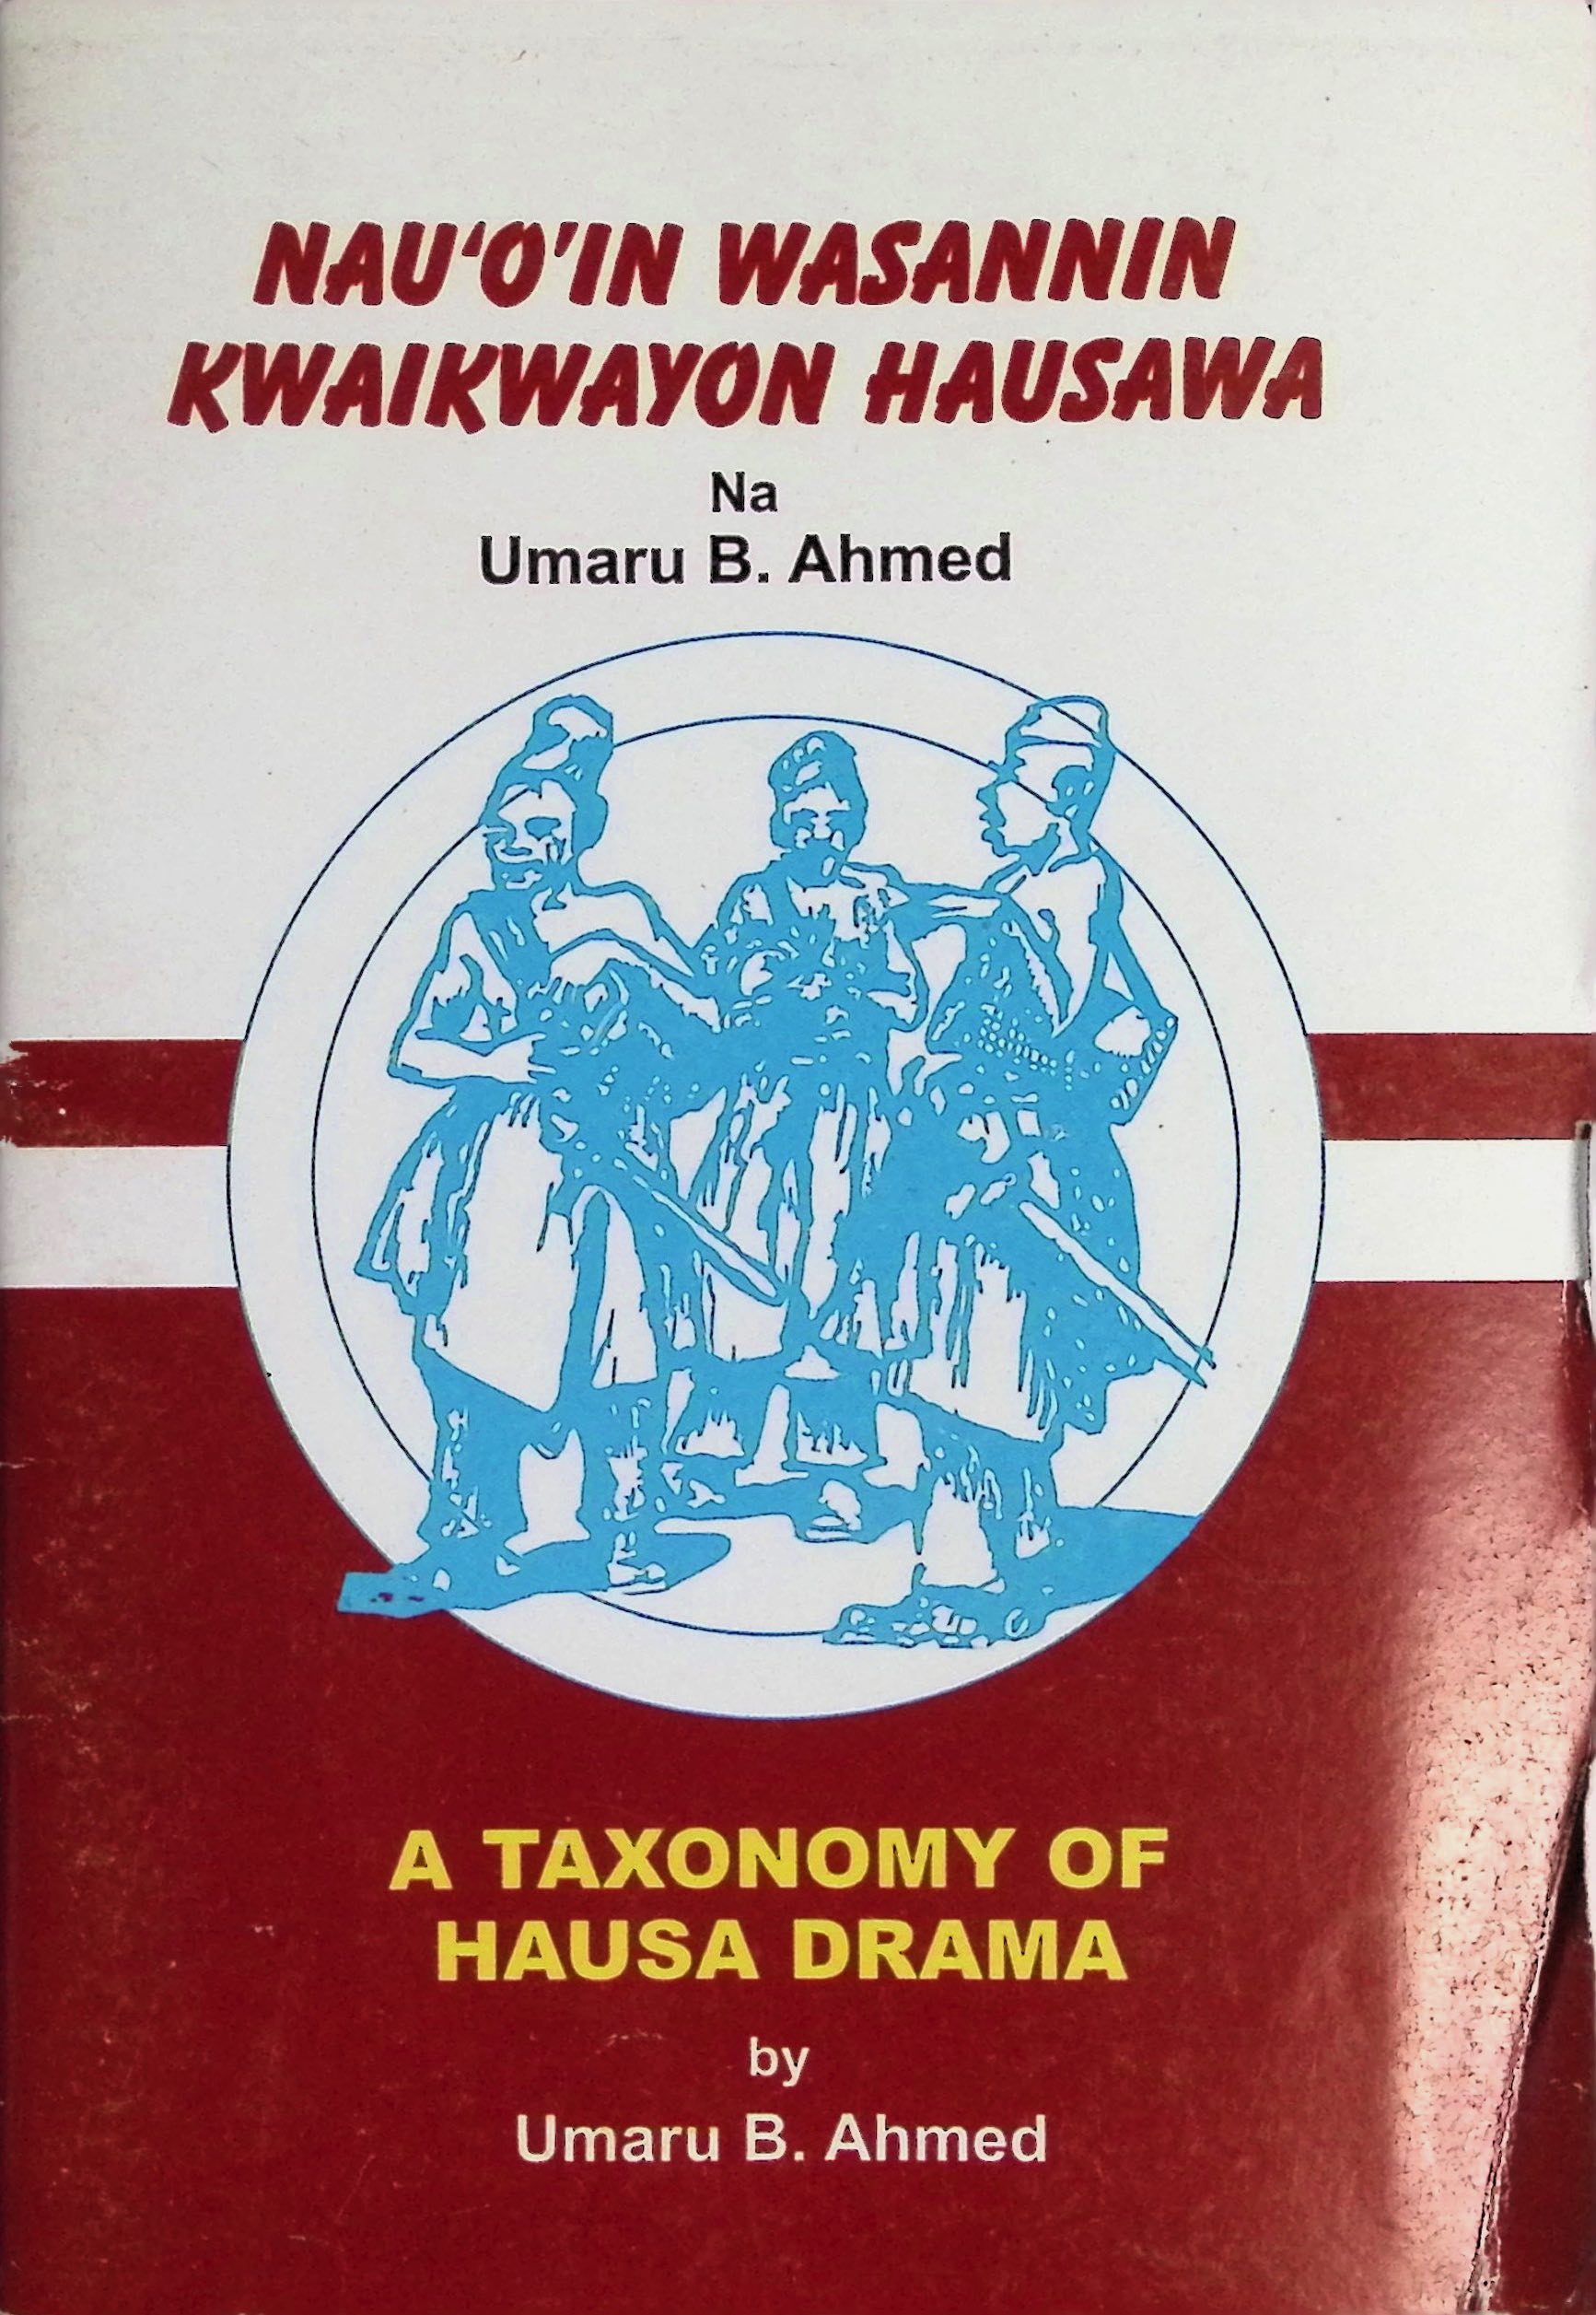 NAU‘O’IN WASANNIN
KWAIKWAYON HAUSAWA
Na
Umaru B. Ahmed
A TAXONOMY OF
HAUSA DRAMA
by
Umaru B. Ahmed